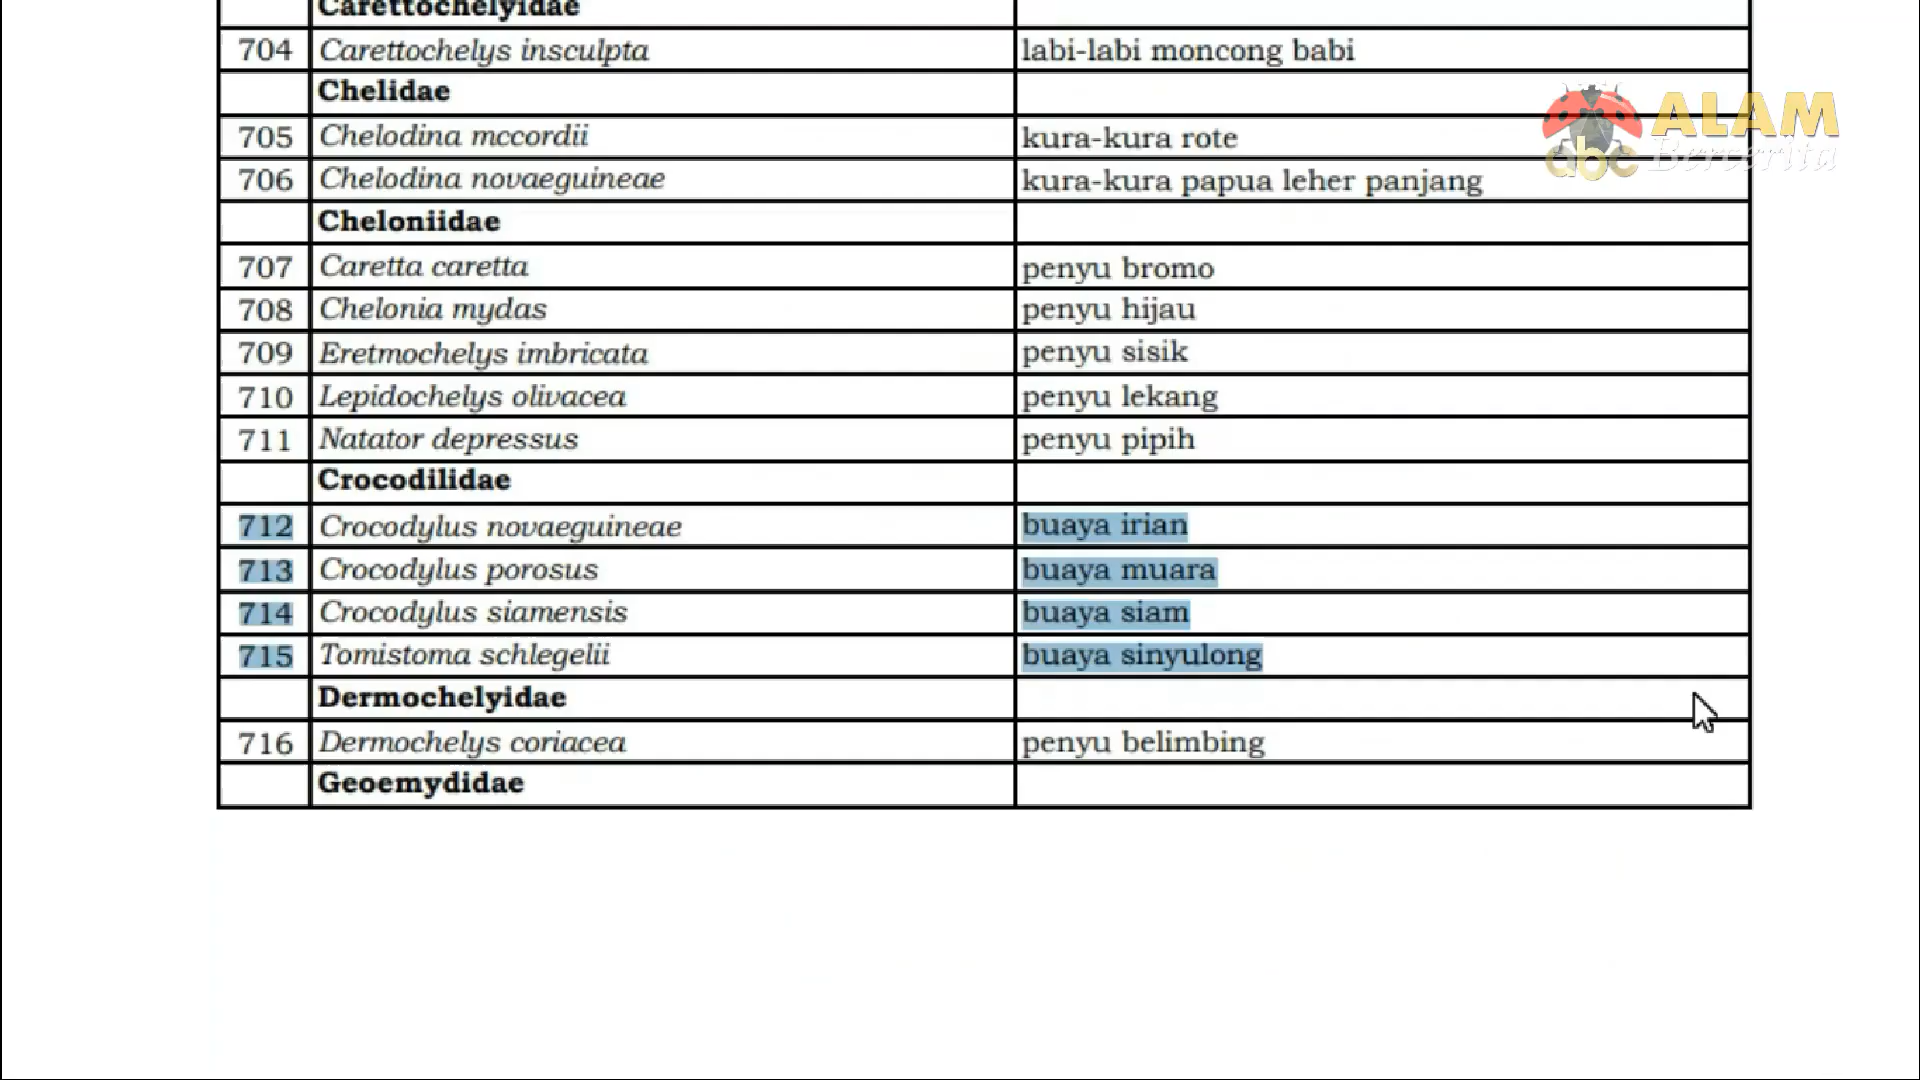 Carettochelyidae
704 Carettochelys insculpta labi-labi moncong babi
Chelidae
ALAM
705 Chelodina mccordii kura-kura rote
abc Bercerita
706 Chelodina novaeguineae kura-kura papua leher panjang
Cheloniidae
707 Caretta caretta penyu bromo
708 Chelonia mydas penyu hijau
709 Eretmochelys imbricata penyu sisik
710 Lepidochelys olivacea penyu lekang
711 Natator depressus penyu pipih
Crocodilidae
712 Crocodylus novaeguineae buaya irian
713 Crocodylus porosus buaya muara
714 Crocodylus siamensis buaya siam
715 Tomistoma schlegelii buaya sinyulong
Dermochelyidae
716 Dermochelys coriacea penyu belimbing
Geoemydidae